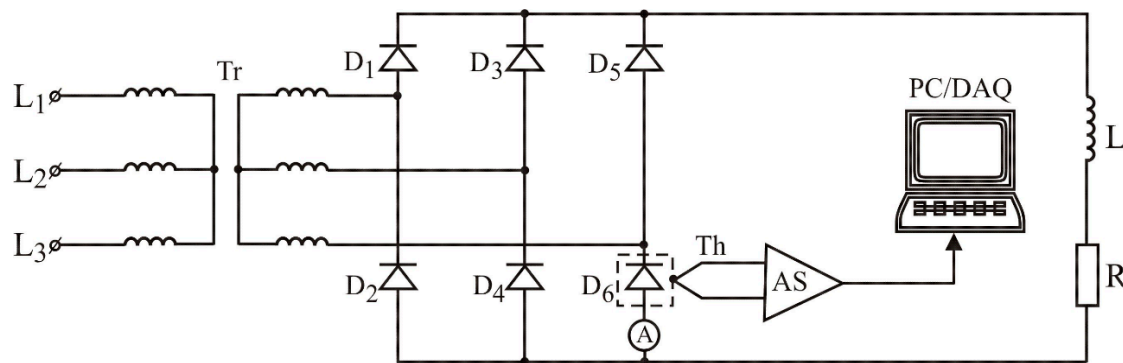 D₁
D₃
D₅
Tr
L₁
PC/DAQ
L
L₂
L₃
Th
D₂
D₄
D₆
AS
R
A